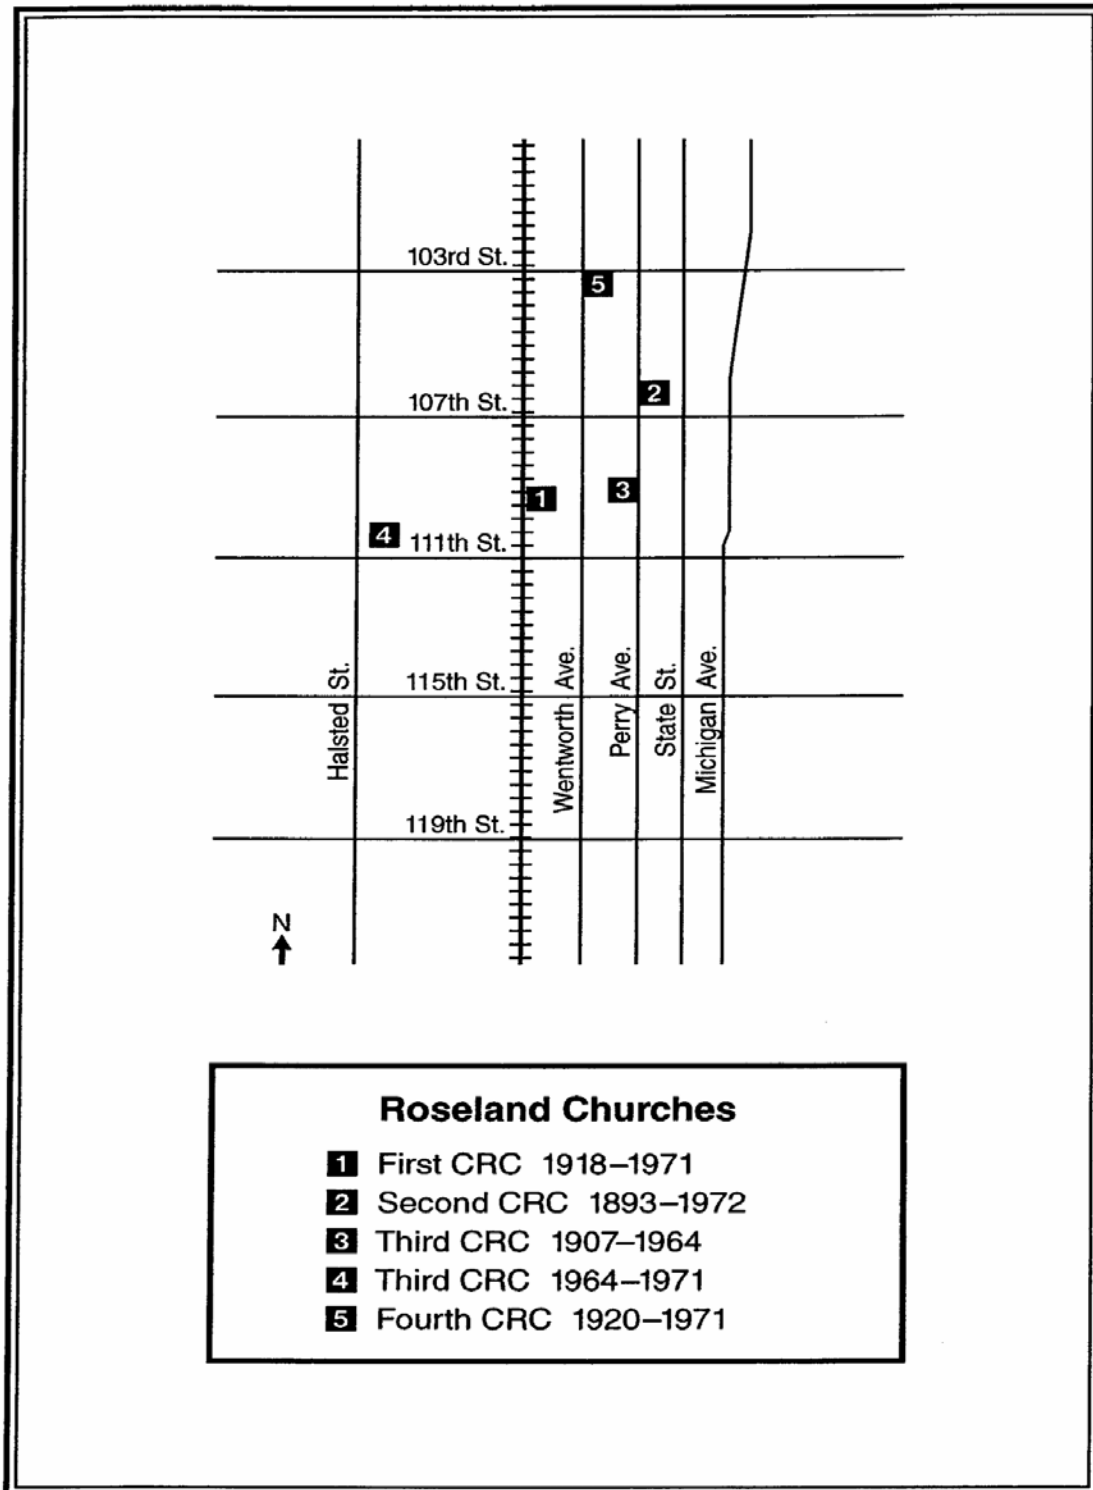 103rd St.
5
107th St.
2
1
3
4
111th St.
Halsted St.
115th St.
Wentworth Ave.
Perry Ave.
State St.
Michigan Ave.
119th St.
N
Roseland Churches
1 First CRC 1918–1971
2 Second CRC 1893–1972
3 Third CRC 1907–1964
4 Third CRC 1964–1971
5 Fourth CRC 1920–1971